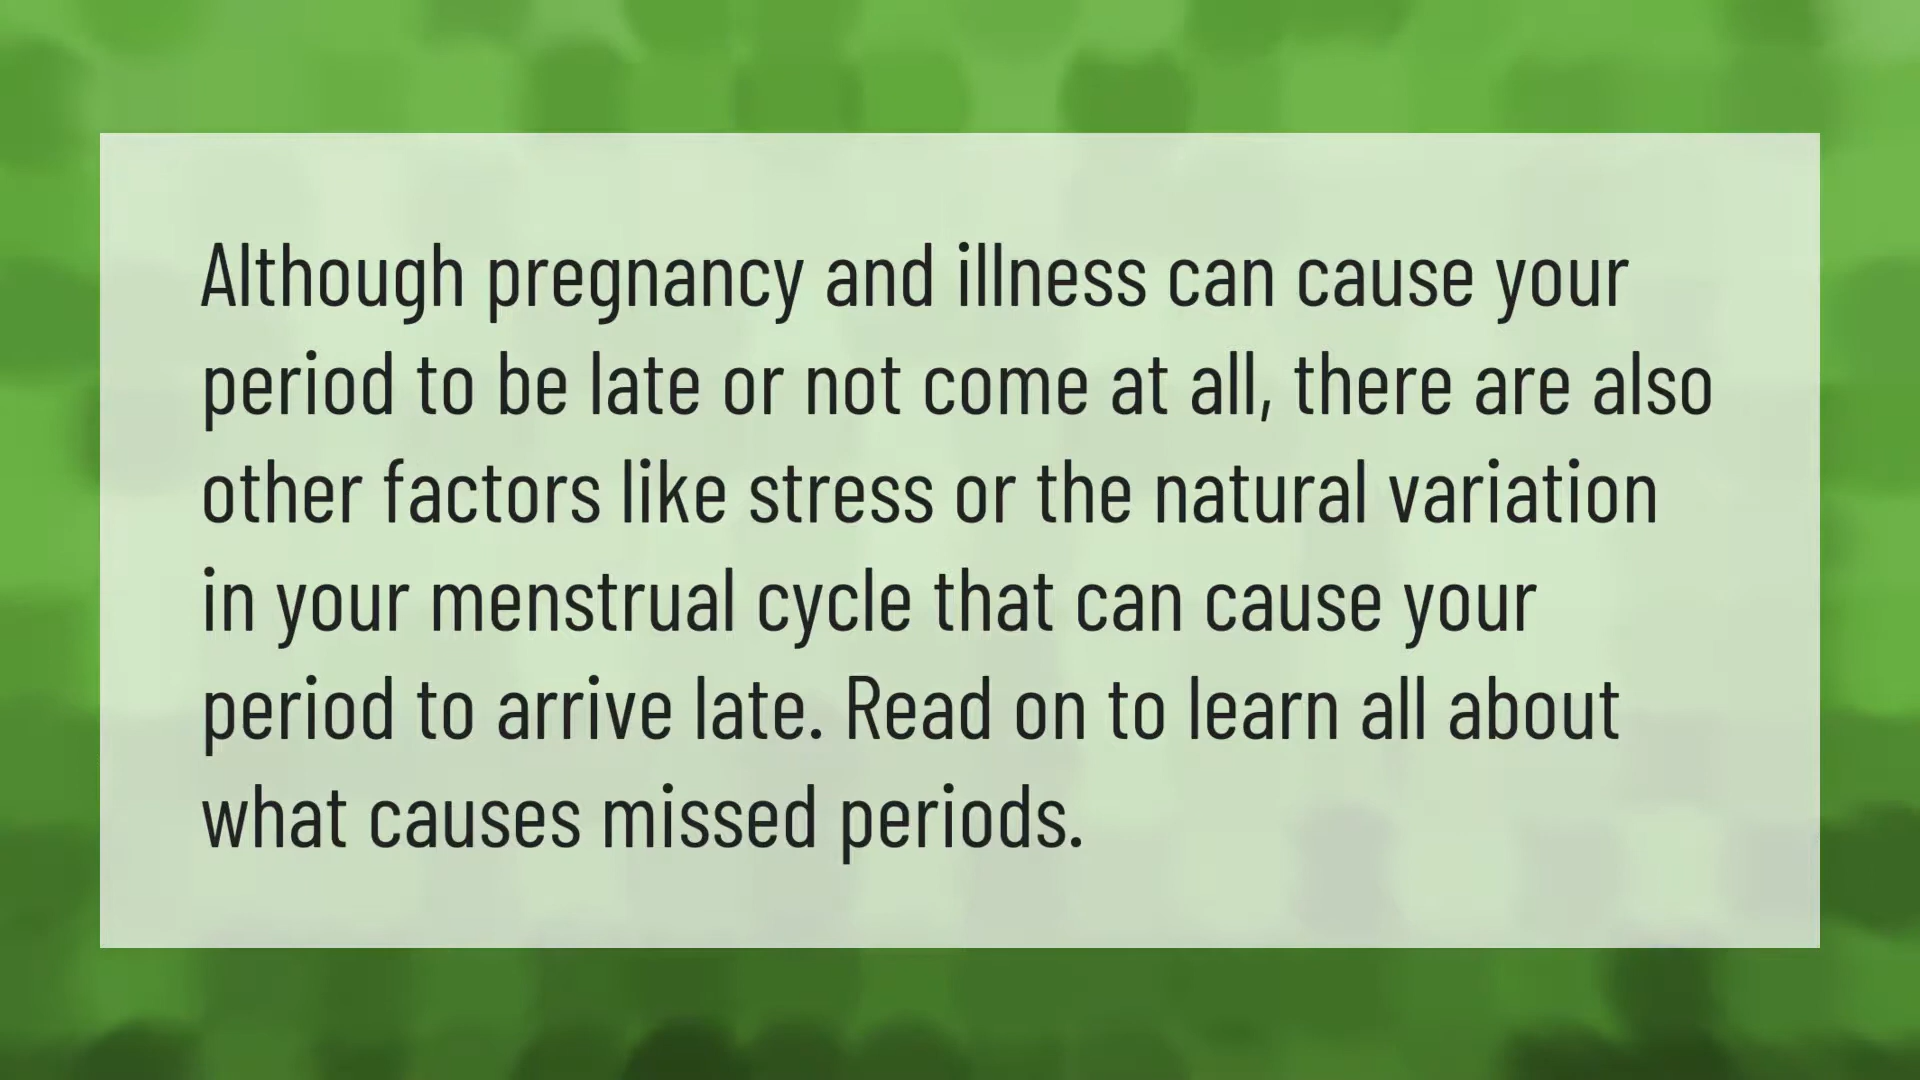 Although pregnancy and illness can cause your
period to be late or not come at all, there are also
other factors like stress or the natural variation
in your menstrual cycle that can cause your
period to arrive late. Read on to learn all about
what causes missed periods.